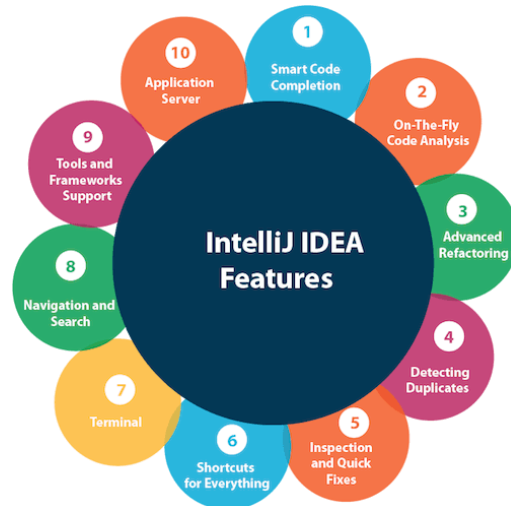 IntelliJ IDEA
Features
1
Smart Code
Completion
2
On-The-Fly
Code Analysis
3
Advanced
Refactoring
4
Detecting
Duplicates
5
Inspection
and Quick
Fixes
6
Shortcuts
for Everything
7
Terminal
8
Navigation and
Search
9
Tools and
Frameworks
Support
10
Application
Server